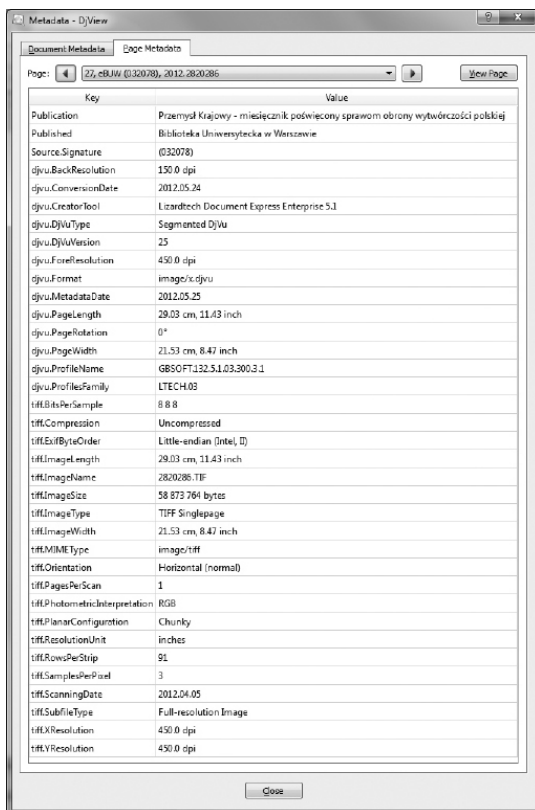 Metadata - DjView
Document Metadata Page Metadata
Page: 27, eBUW (032078), 2012. 2820286 View Page
Key Value
Publication Przemysł Krajowy - miesięcznik poświęcony sprawom obrony wytwórczości polskiej
Published Biblioteka Uniwersytecka w Warszawie
Source.Signature (032078)
djvu.BackResolution 150.0 dpi
djvu.ConversionDate 2012.05.24
djvu.CreatorTool Lizardtech Document Express Enterprise 5.1
djvu.DjVuType Segmented DjVu
djvu.DjVuVersion 25
djvu.ForeResolution 450.0 dpi
djvu.Format image/x.djvu
djvu.MetadataDate 2012.05.25
djvu.PageLength 29.03 cm, 11.43 inch
djvu.PageRotation 0°
djvu.PageWidth 21.53 cm, 8.47 inch
djvu.ProfileName GBSOFT.132.5.1.03.300.3.1
djvu.ProfilesFamily LTECH.03
tiff.BitsPerSample 8 8 8
tiff.Compression Uncompressed
tiff.ExifByteOrder Little-endian (Intel, II)
tiff.ImageLength 29.03 cm, 11.43 inch
tiff.ImageName 2820286.TIF
tiff.ImageSize 58 873 764 bytes
tiff.ImageType TIFF Singlepage
tiff.ImageWidth 21.53 cm, 8.47 inch
tiff.MIMEType image/tiff
tiff.Orientation Horizontal (normal)
tiff.PagesPerScan 1
tiff.PhotometricInterpretation RGB
tiff.PlanarConfiguration Chunky
tiff.ResolutionUnit inches
tiff.RowsPerStrip 91
tiff.SamplesPerPixel 3
tiff.ScanningDate 2012.04.05
tiff.SubfileType Full-resolution Image
tiff.XResolution 450.0 dpi
tiff.YResolution 450.0 dpi
Close